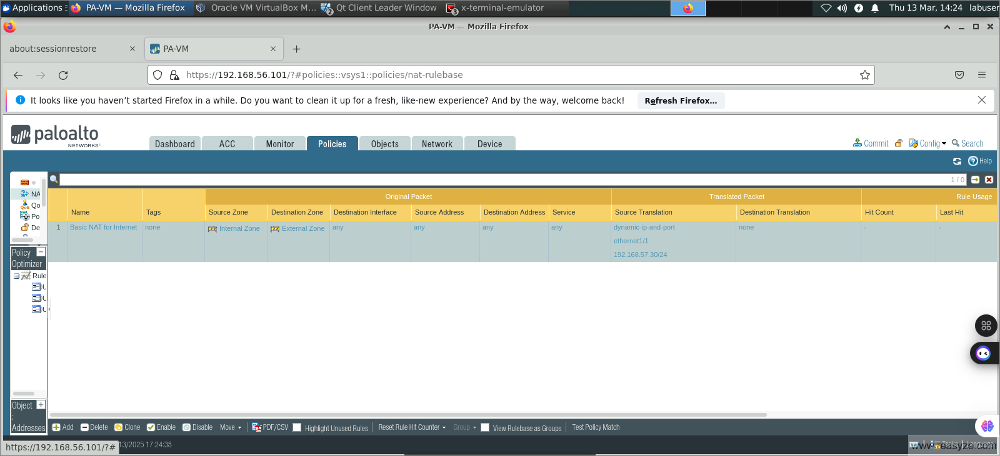 Applications PA-VM — Mozilla Firefox Oracle VM VirtualBox M... 2 Qt Client Leader Window 3 x-terminal-emulator Thu 13 Mar, 14:24 labuser
PA-VM — Mozilla Firefox
about:sessionrestore PA-VM
https://192.168.56.101/?#policies::vsys1::policies/nat-rulebase
It looks like you haven’t started Firefox in a while. Do you want to clean it up for a fresh, like-new experience? And by the way, welcome back! Refresh Firefox...
paloalto
NETWORKS
Dashboard ACC Monitor Policies Objects Network Device
Commit Config Search
Help
1 / 0
NA
Qo
Po
De
Policy
Optimizer
Rule
Object
:
Addresses
Original Packet Translated Packet Rule Usage
Name Tags Source Zone Destination Zone Destination Interface Source Address Destination Address Service Source Translation Destination Translation Hit Count Last Hit
1 Basic NAT for Internet none Internal Zone External Zone any any any any dynamic-ip-and-port none - -
ethernet1/1
192.168.57.30/24
Add Delete Clone Enable Disable Move PDF/CSV Highlight Unused Rules Reset Rule Hit Counter Group View Rulebase as Groups Test Policy Match
https://192.168.56.101/?# 13/2025 17:24:38